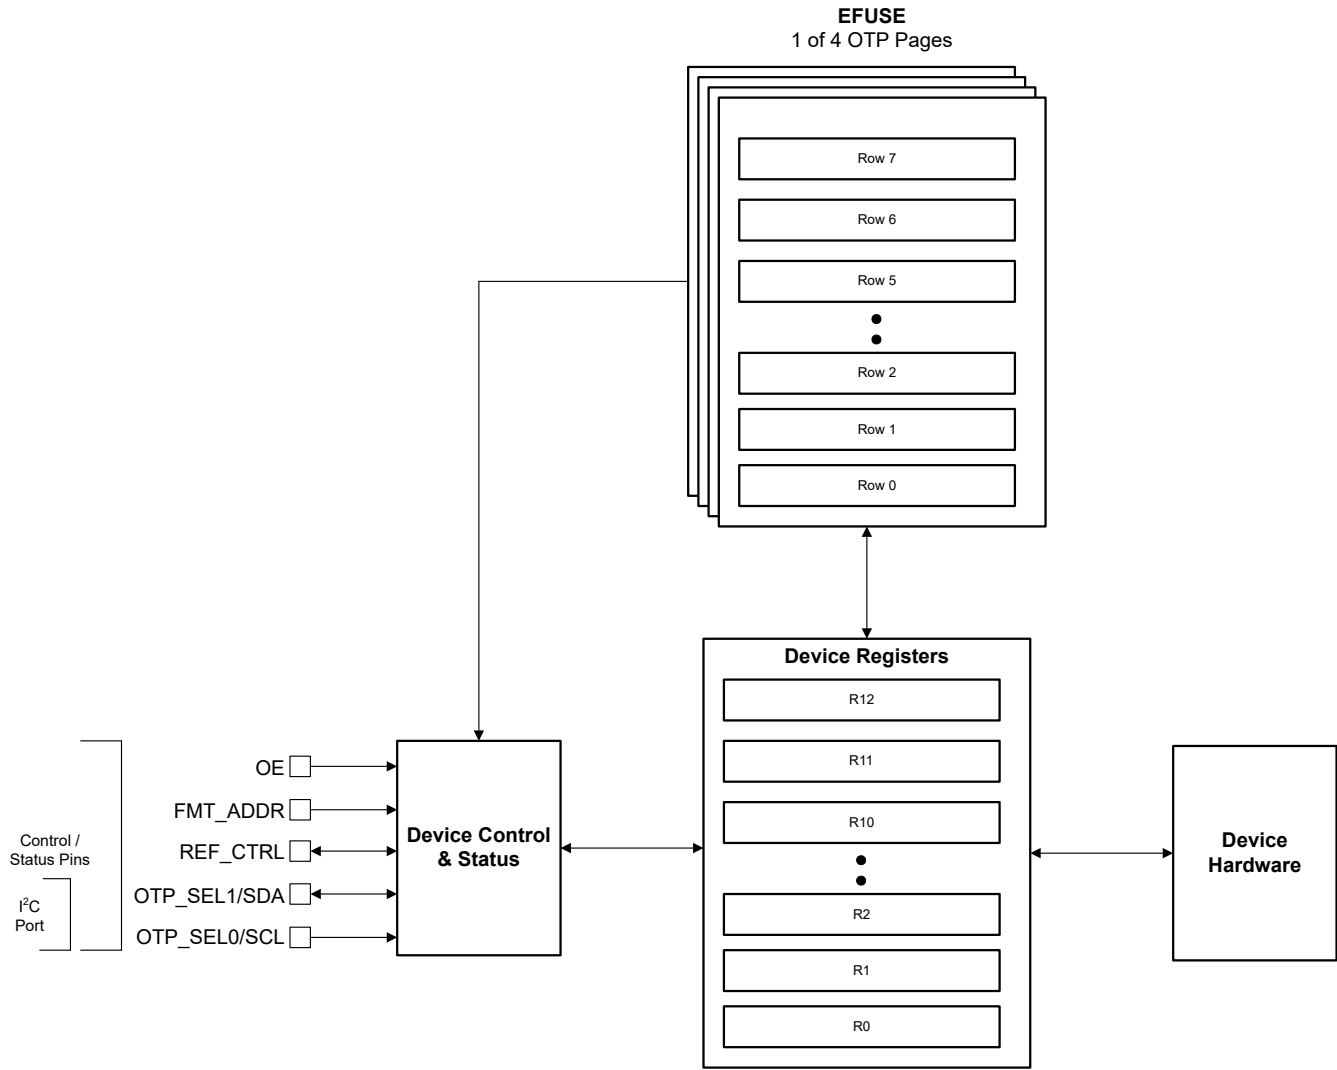 EFUSE
1 of 4 OTP Pages
Row 7
Row 6
Row 5
Row 2
Row 1
Row 0
Device Registers
R12
R11
R10
R2
R1
R0
OE
FMT_ADDR
REF_CTRL
OTP_SEL1/SDA
OTP_SEL0/SCL
Control /
Status Pins
I²C
Port
Device Control
& Status
Device
Hardware